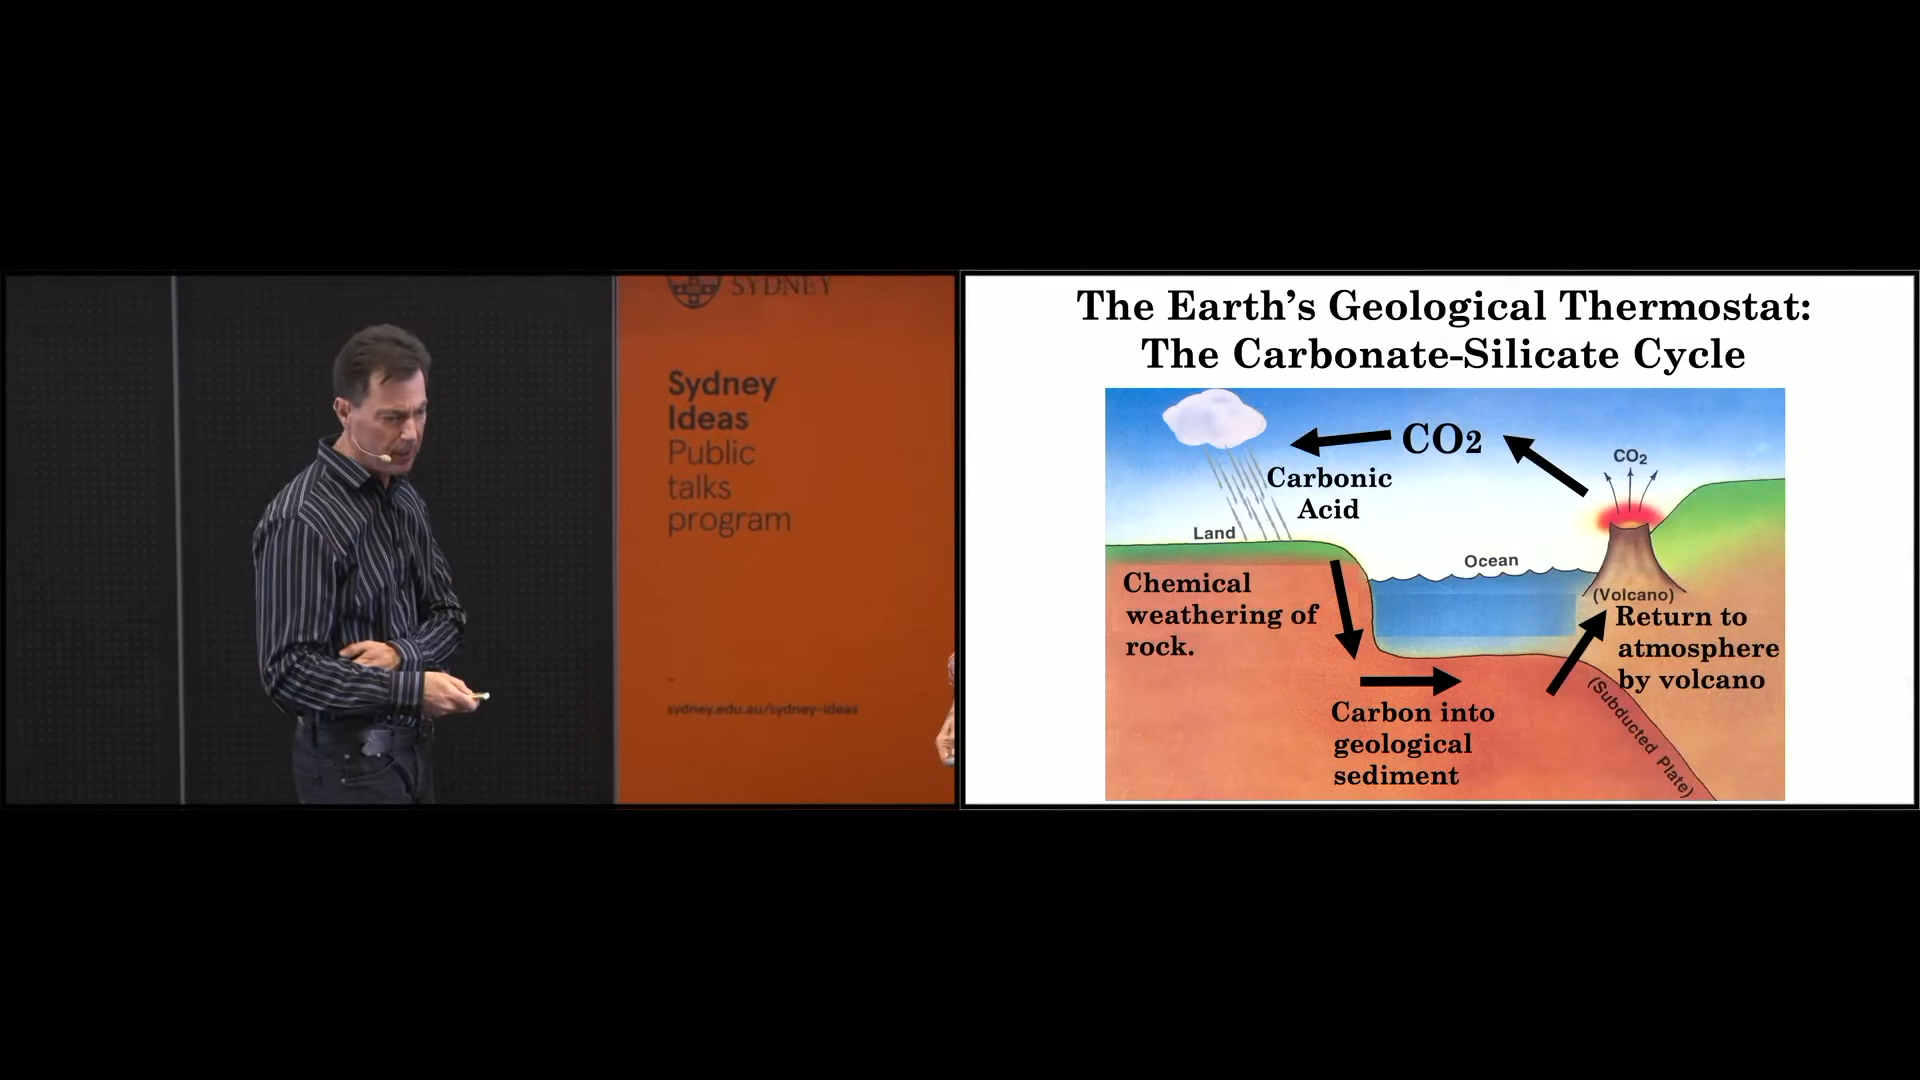 SYDNEY
Sydney
Ideas
Public
talks
program
sydney.edu.au/sydney-ideas
The Earth’s Geological Thermostat:
The Carbonate-Silicate Cycle
CO2
CO2
Carbonic
Acid
Land
Ocean
Chemical
weathering of
rock.
(Volcano)
Return to
atmosphere
by volcano
(Subducted Plate)
Carbon into
geological
sediment